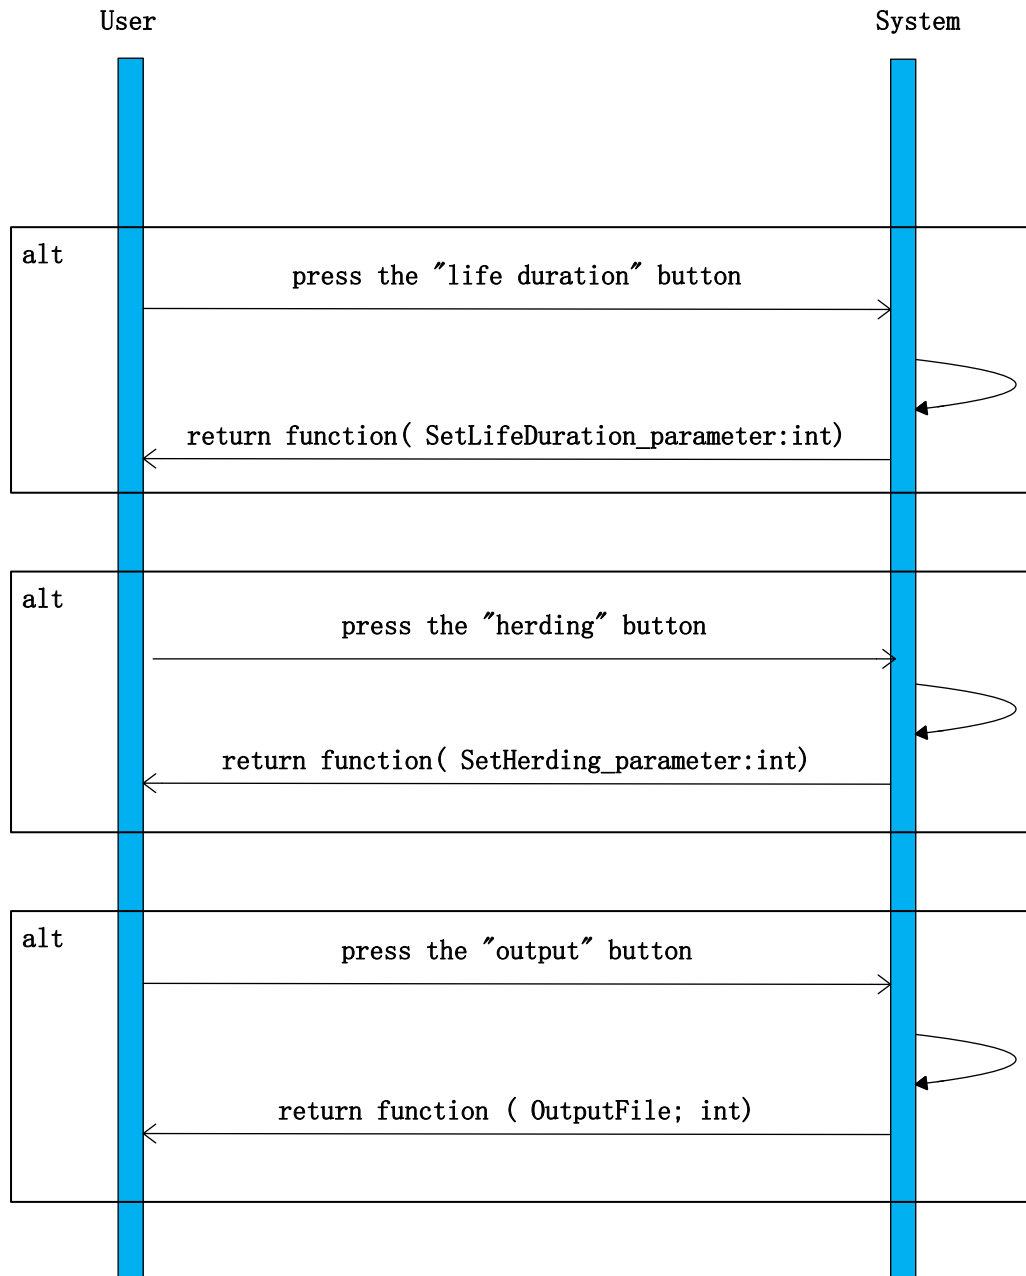 User
System
alt
press the "life duration" button
return function( SetLifeDuration_parameter:int)
alt
press the "herding" button
return function( SetHerding_parameter:int)
alt
press the "output" button
return function ( OutputFile; int)